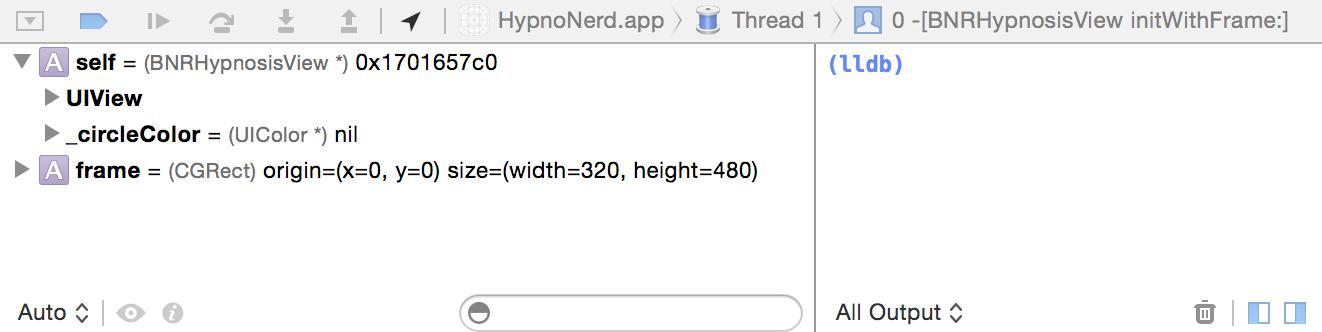 HypnoNerd.app Thread 1 0 -[BNRHypnosisView initWithFrame:]
A self = (BNRHypnosisView *) 0x1701657c0
(lldb)
UIView
_circleColor = (UIColor *) nil
A frame = (CGRect) origin=(x=0, y=0) size=(width=320, height=480)
Auto
All Output